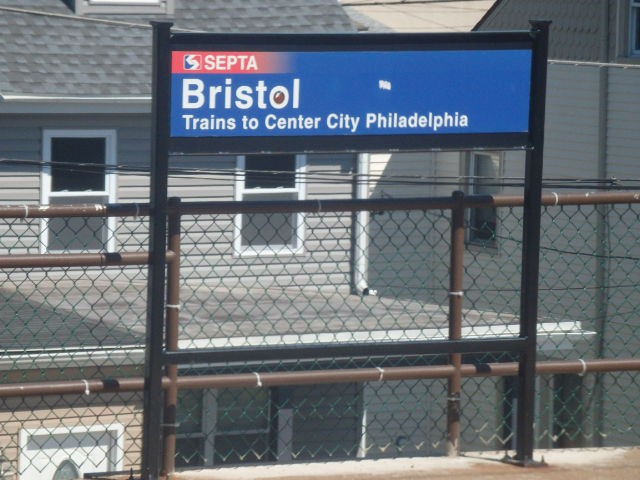 SEPTA
Bristol
Trains to Center City Philadelphia